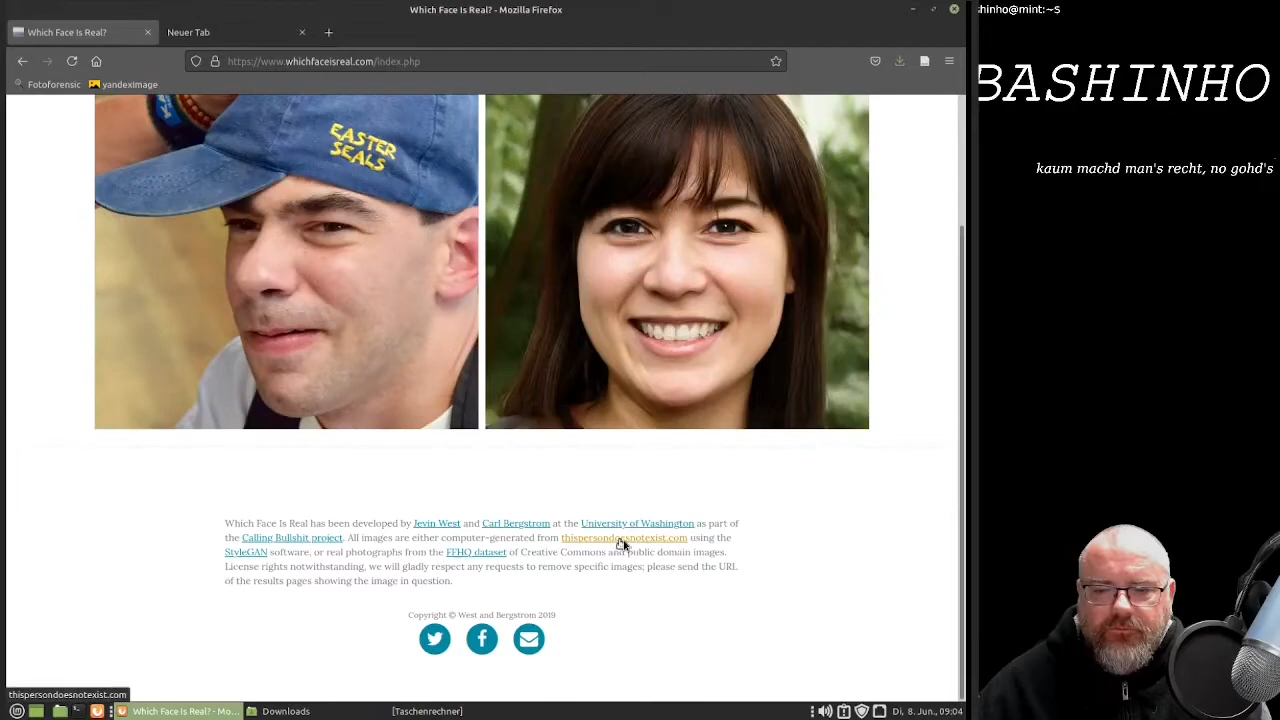 Which Face Is Real? - Mozilla Firefox
shinho@mint:~$
Which Face Is Real?
Neuer Tab
https://www.whichfaceisreal.com/index.php
Fotoforensic
yandexImage
BASHINHO
kaum machd man's recht, no gohd's
EASTER
SEALS
Which Face Is Real has been developed by Jevin West and Carl Bergstrom at the University of Washington as part of
the Calling Bullshit project. All images are either computer-generated from thispersondoesnotexist.com using the
StyleGAN software, or real photographs from the FFHQ dataset of Creative Commons and public domain images.
License rights notwithstanding, we will gladly respect any requests to remove specific images; please send the URL
of the results pages showing the image in question.
Copyright © West and Bergstrom 2019
thispersondoesnotexist.com
Which Face Is Real? - Mo...
Downloads
[Taschenrechner]
Di, 8. Jun., 09:04